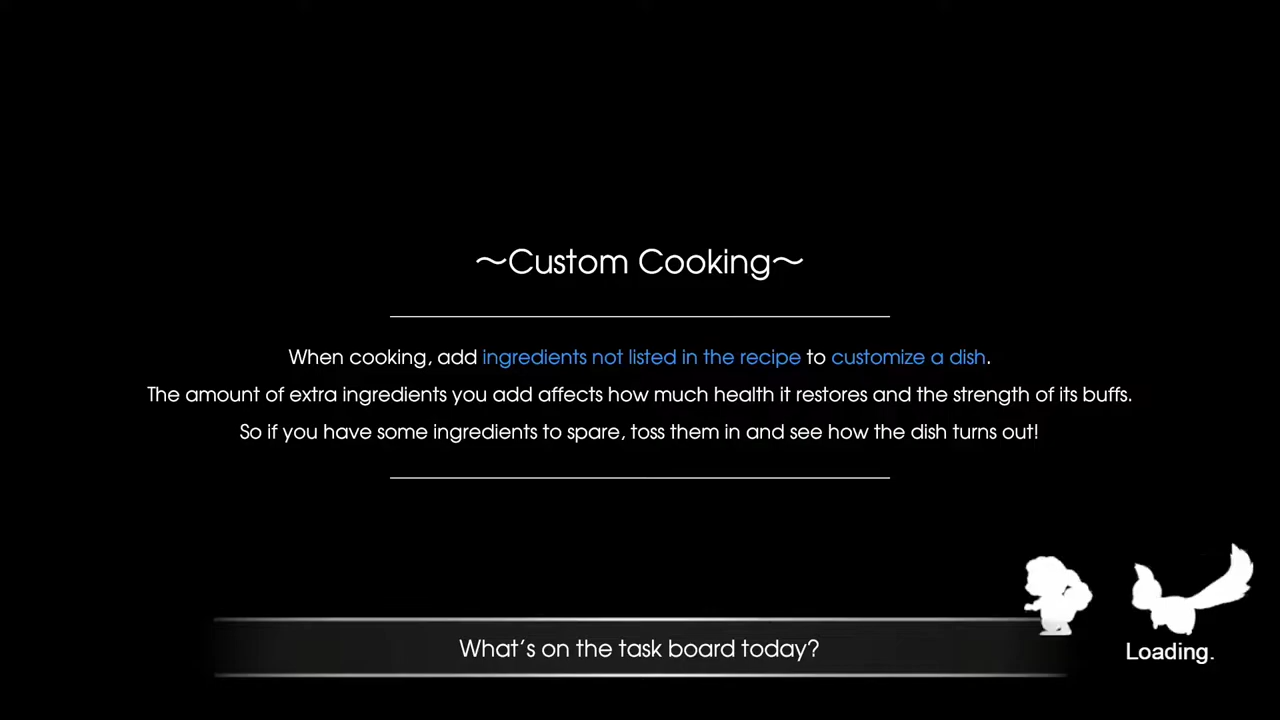 ～Custom Cooking～
When cooking, add ingredients not listed in the recipe to customize a dish.
The amount of extra ingredients you add affects how much health it restores and the strength of its buffs.
So if you have some ingredients to spare, toss them in and see how the dish turns out!
What's on the task board today?
Loading.